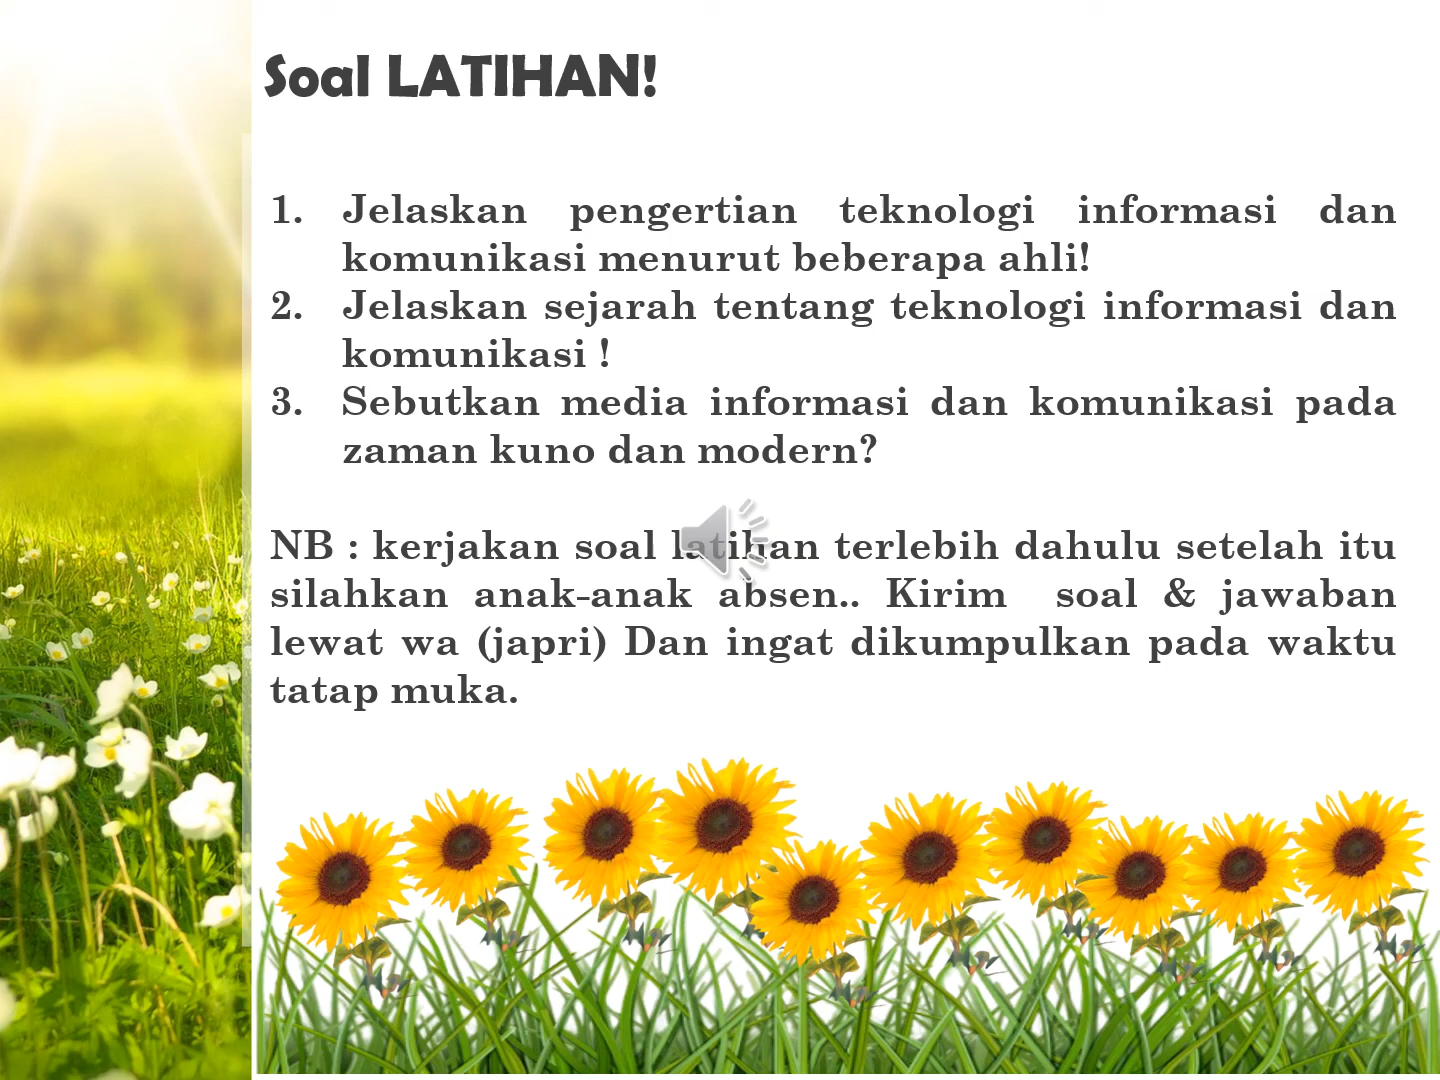 Soal LATIHAN!
1. Jelaskan pengertian teknologi informasi dan
komunikasi menurut beberapa ahli!
2. Jelaskan sejarah tentang teknologi informasi dan
komunikasi !
3. Sebutkan media informasi dan komunikasi pada
zaman kuno dan modern?
NB : kerjakan soal latihan terlebih dahulu setelah itu
silahkan anak-anak absen.. Kirim soal & jawaban
lewat wa (japri) Dan ingat dikumpulkan pada waktu
tatap muka.